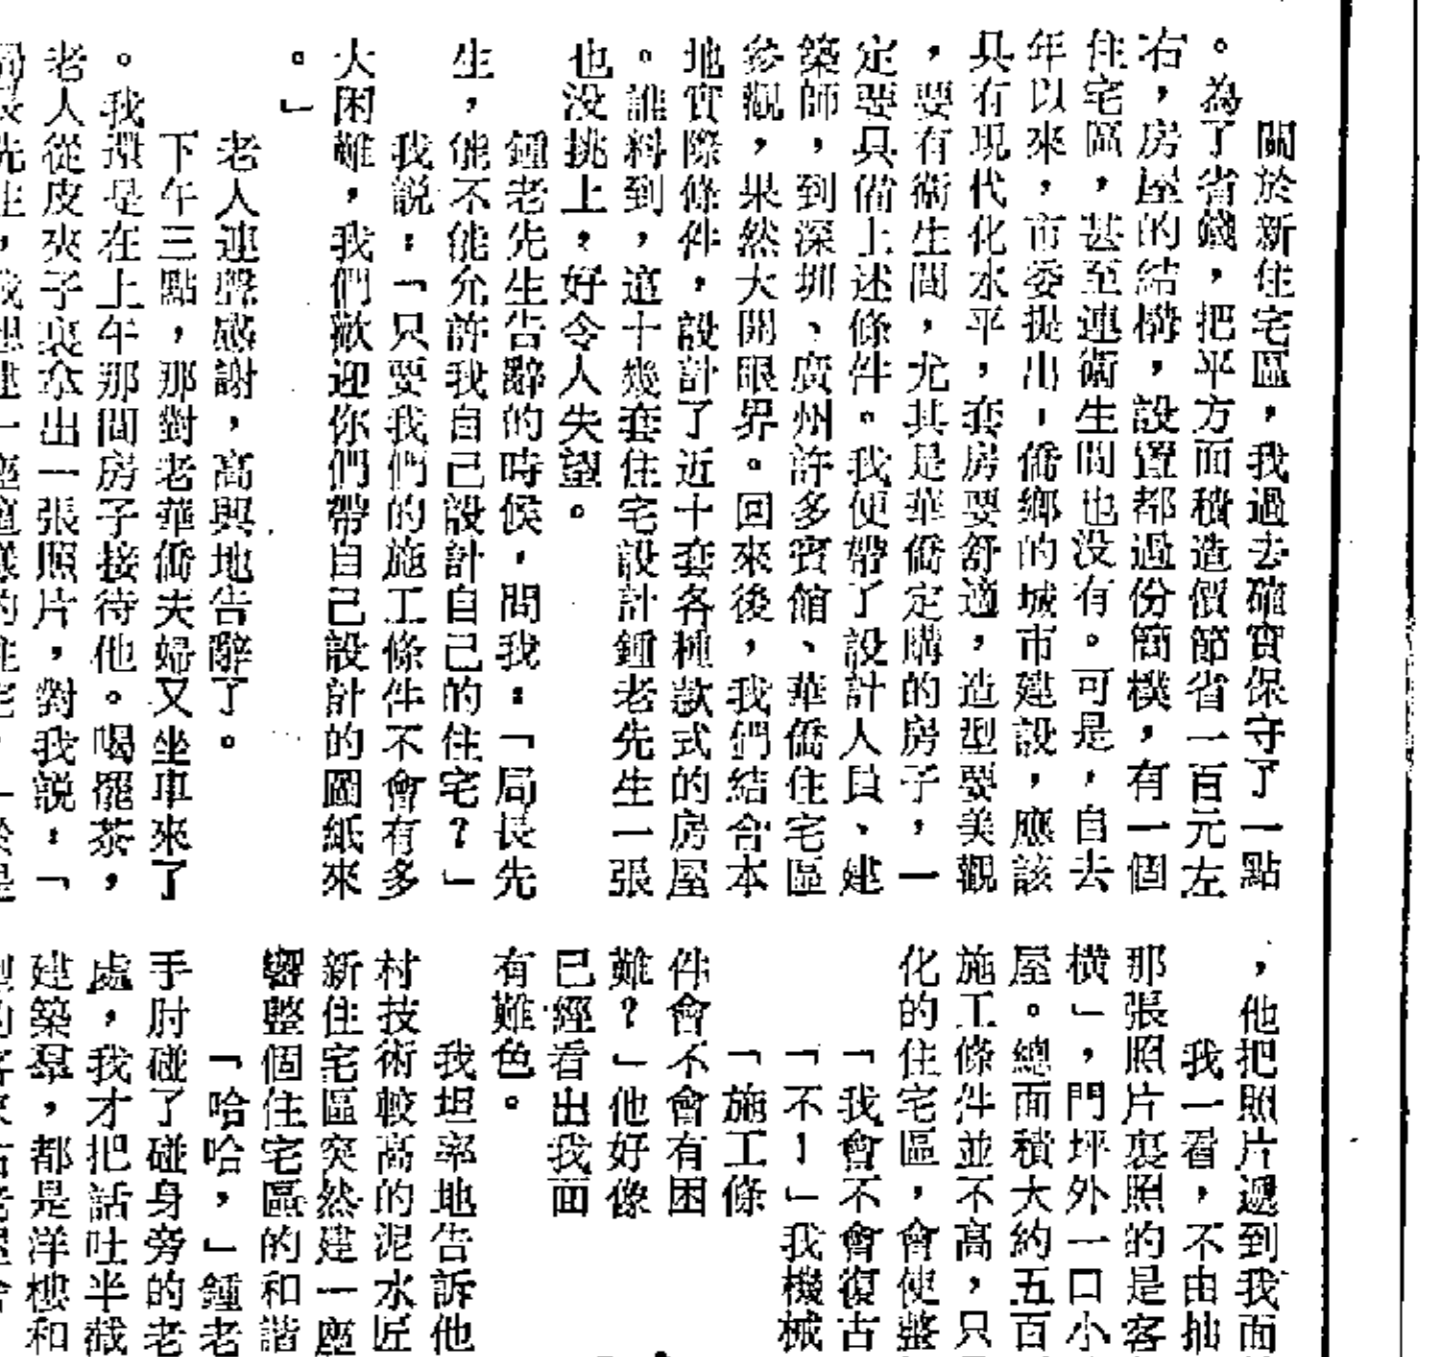 關於新住宅區，我過去確實保守了一點
。為了省錢，把平方面積造價節省一百元左
右，房屋的結構，設置都過份簡樸，有一個
住宅區，甚至連衛生間也没有。可是，自去
年以來，市委提出，僑鄉的城市建設，應該
具有現代化水平，套房要舒適，造型要美觀
，要有衛生間，尤其是華僑定購的房子，一
定要具備上述條件。我便帶了設計人員、建
築師，到深圳、廣州許多賓館、華僑住宅區
參觀，果然大開眼界。回來後，我們結合本
地實際條件，設計了近十套各種款式的房屋
。誰料到，這十幾套住宅設計鍾老先生一張
也没挑上，好令人失望。
鍾老先生告辭的時候，問我：「局長先
生，能不能允許我自己設計自己的住宅？」
我説：「只要我們的施工條件不會有多
大困難，我們歡迎你們帶自己設計的圖紙來
。」
老人連聲感謝，高興地告辭了。
下午三點，那對老華僑夫婦又坐車來了
。我還是在上午那間房子接待他。喝罷茶，
老人從皮夾子裏拿出一張照片，對我説：「
，他把照片遞到我面
我一看，不由抽
那張照片裏照的是客
橫」，門坪外一口小
屋。總面積大約五百
施工條件並不高，只
化的住宅區，會使整
「我會不會復古
「不！」我機械
「施工條
件會不會有困
難？」他好像
已經看出我面
有難色。
我坦率地告訴他
村技術較高的泥水匠
新住宅區突然建一座
響整個住宅區的和諧
「哈哈，」鍾老
手肘碰了碰身旁的老
處，我才把話吐半截
建築羣，都是洋樓和